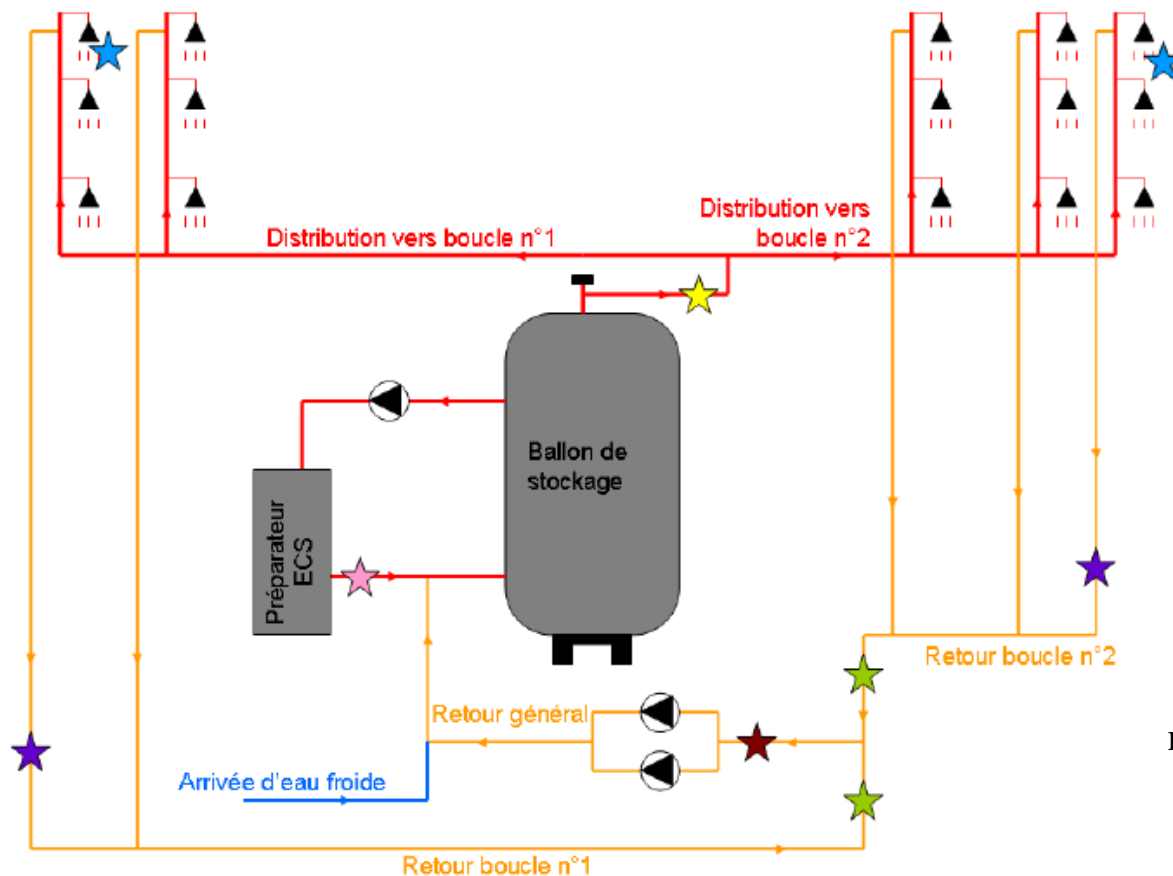 Distribution vers boucle n°1
Distribution vers
boucle n°2
Ballon de
stockage
Préparateur
ECS
Retour boucle n°2
Retour général
Arrivée d'eau froide
Retour boucle n°1